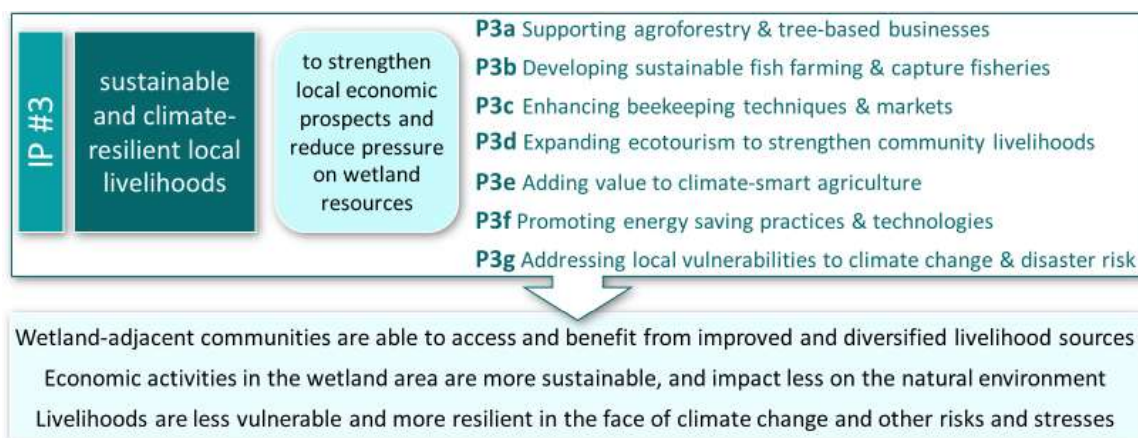 IP #3
sustainable
and climate-
resilient local
livelihoods
to strengthen
local economic
prospects and
reduce pressure
on wetland
resources
P3a Supporting agroforestry & tree-based businesses
P3b Developing sustainable fish farming & capture fisheries
P3c Enhancing beekeeping techniques & markets
P3d Expanding ecotourism to strengthen community livelihoods
P3e Adding value to climate-smart agriculture
P3f Promoting energy saving practices & technologies
P3g Addressing local vulnerabilities to climate change & disaster risk
Wetland-adjacent communities are able to access and benefit from improved and diversified livelihood sources
Economic activities in the wetland area are more sustainable, and impact less on the natural environment
Livelihoods are less vulnerable and more resilient in the face of climate change and other risks and stresses